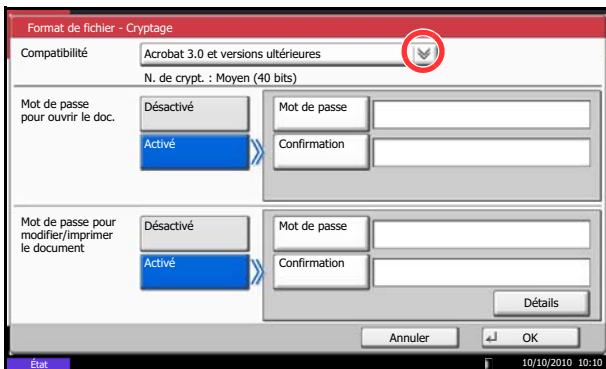 Format de fichier - Cryptage
Compatibilité
Acrobat 3.0 et versions ultérieures
N. de crypt. : Moyen (40 bits)
Mot de passe
pour ouvrir le doc.
Désactivé
Mot de passe
Activé
Confirmation
Mot de passe pour
modifier/imprimer
le document
Désactivé
Mot de passe
Activé
Confirmation
Détails
Annuler
OK
État
10/10/2010 10:10